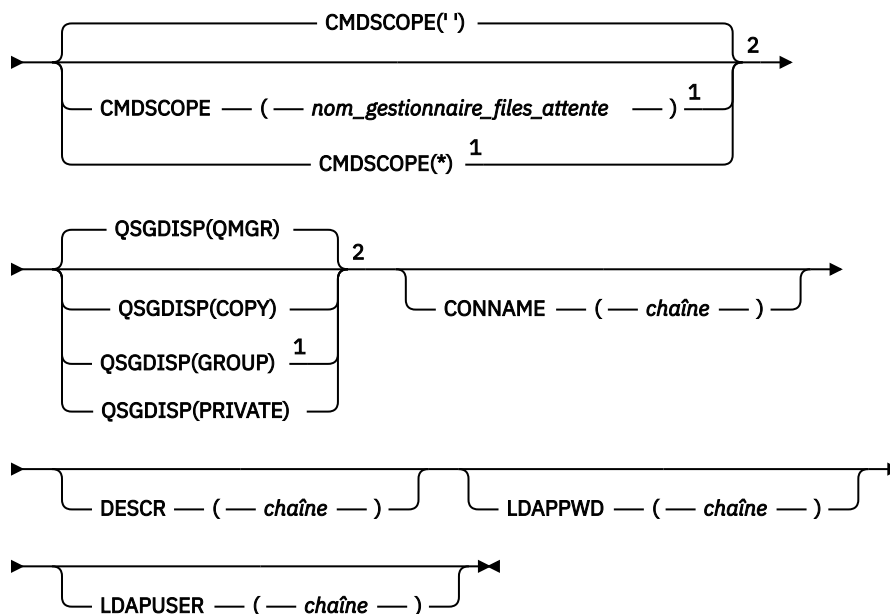 CMDSCOPE(' ')
2
CMDSCOPE ( nom_gestionnaire_files_attente ) 1
CMDSCOPE(*) 1
QSGDISP(QMGR)
2
QSGDISP(COPY)
CONNAME ( chaîne )
QSGDISP(GROUP) 1
QSGDISP(PRIVATE)
DESCR ( chaîne )
LDAPPWD ( chaîne )
LDAPUSER ( chaîne )